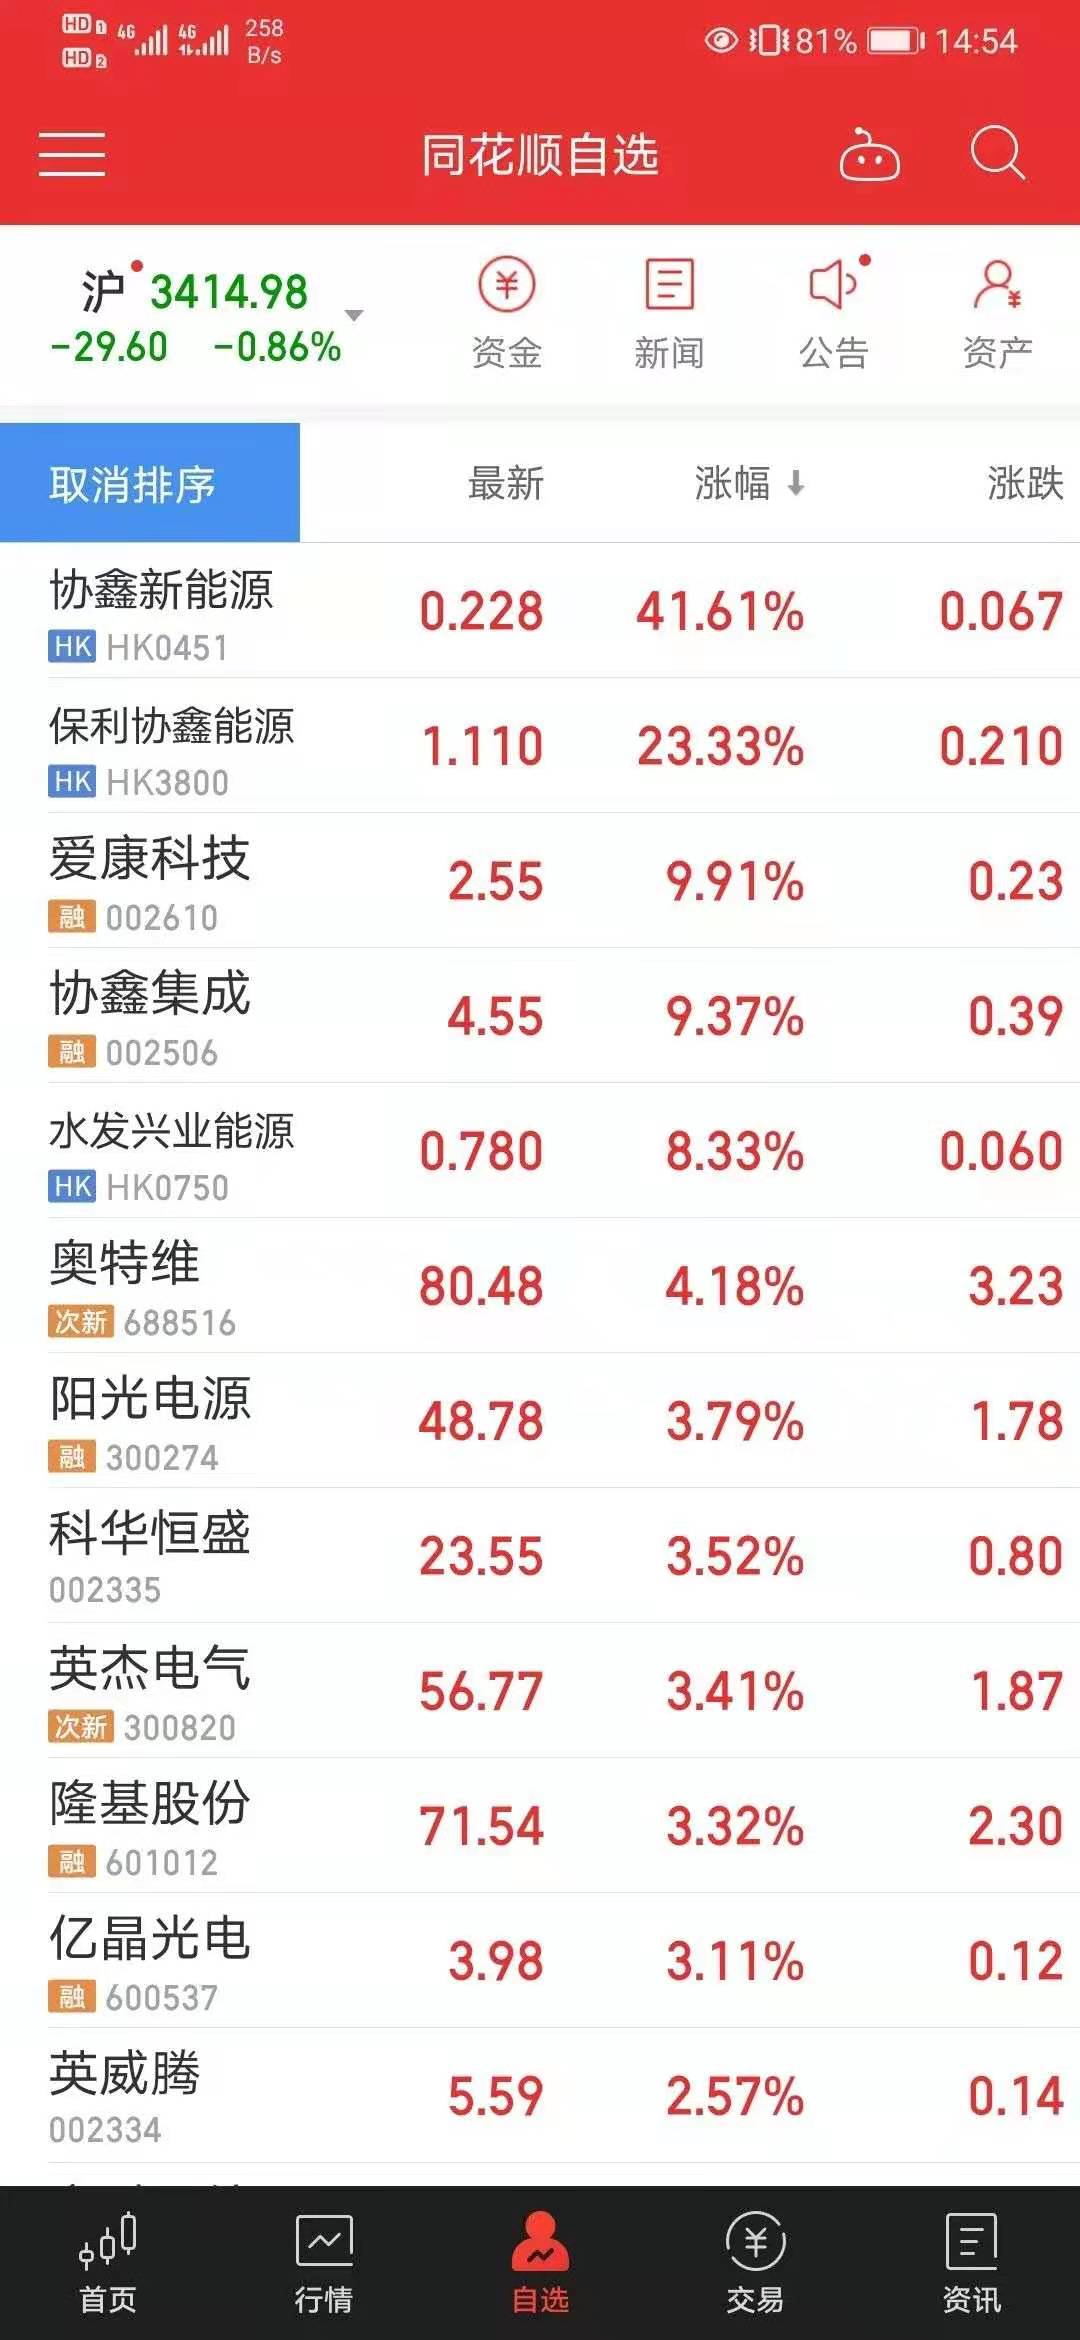 HD 1 4G 4G 258 B/s 81% 14:54
HD 2
同花顺自选
沪 3414.98
-29.60 -0.86%
资金 新闻 公告 资产
取消排序 最新 涨幅 涨跌
协鑫新能源 0.228 41.61% 0.067
HK HK0451
保利协鑫能源 1.110 23.33% 0.210
HK HK3800
爱康科技 2.55 9.91% 0.23
融 002610
协鑫集成 4.55 9.37% 0.39
融 002506
水发兴业能源 0.780 8.33% 0.060
HK HK0750
奥特维 80.48 4.18% 3.23
次新 688516
阳光电源 48.78 3.79% 1.78
融 300274
科华恒盛 23.55 3.52% 0.80
002335
英杰电气 56.77 3.41% 1.87
次新 300820
隆基股份 71.54 3.32% 2.30
融 601012
亿晶光电 3.98 3.11% 0.12
融 600537
英威腾 5.59 2.57% 0.14
002334
首页 行情 自选 交易 资讯